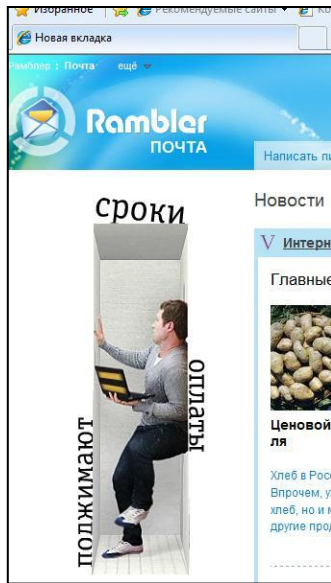 Избранное Рекомендуемые сайты
Новая вкладка
Рамблер : Почта ещё
Rambler
ПОЧТА
Написать пи
сроки
поджимают
оплаты
Новости
V Интерн
Главные
Ценовой
ля
Хлеб в Росс
Впрочем, у
хлеб, но и м
другие прод